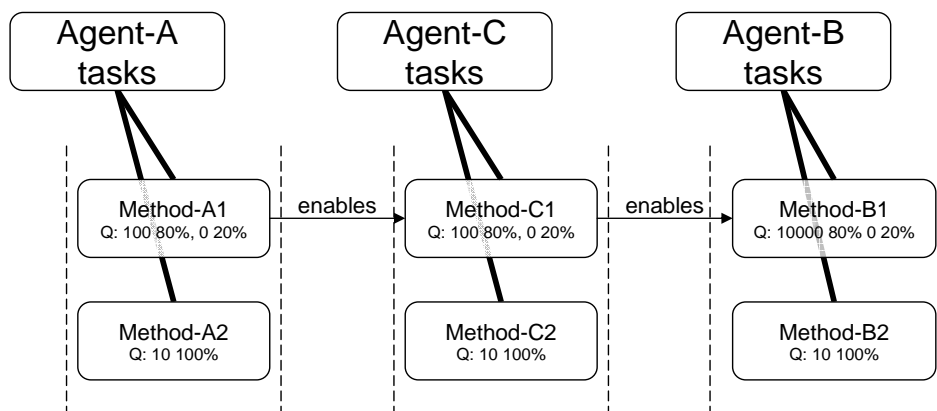 Agent-A
tasks
Agent-C
tasks
Agent-B
tasks
Method-A1
Q: 100 80%, 0 20%
enables
Method-C1
Q: 100 80%, 0 20%
enables
Method-B1
Q: 10000 80% 0 20%
Method-A2
Q: 10 100%
Method-C2
Q: 10 100%
Method-B2
Q: 10 100%